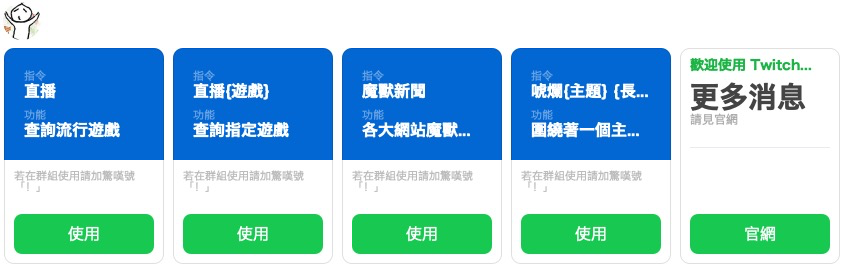 指令
直播
功能
查詢流行遊戲
若在群組使用請加驚嘆號
「！」
使用
指令
直播{遊戲}
功能
查詢指定遊戲
若在群組使用請加驚嘆號
「！」
使用
指令
魔獸新聞
功能
各大網站魔獸...
若在群組使用請加驚嘆號
「！」
使用
指令
唬爛{主題} {長...
功能
圍繞著一個主...
若在群組使用請加驚嘆號
「！」
使用
歡迎使用 Twitch...
更多消息
請見官網
官網